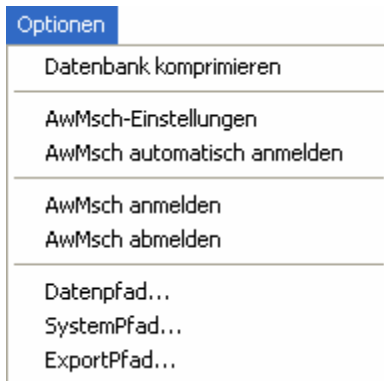 Optionen
Datenbank komprimieren
AwMsch-Einstellungen
AwMsch automatisch anmelden
AwMsch anmelden
AwMsch abmelden
Datenpfad...
SystemPfad...
ExportPfad...